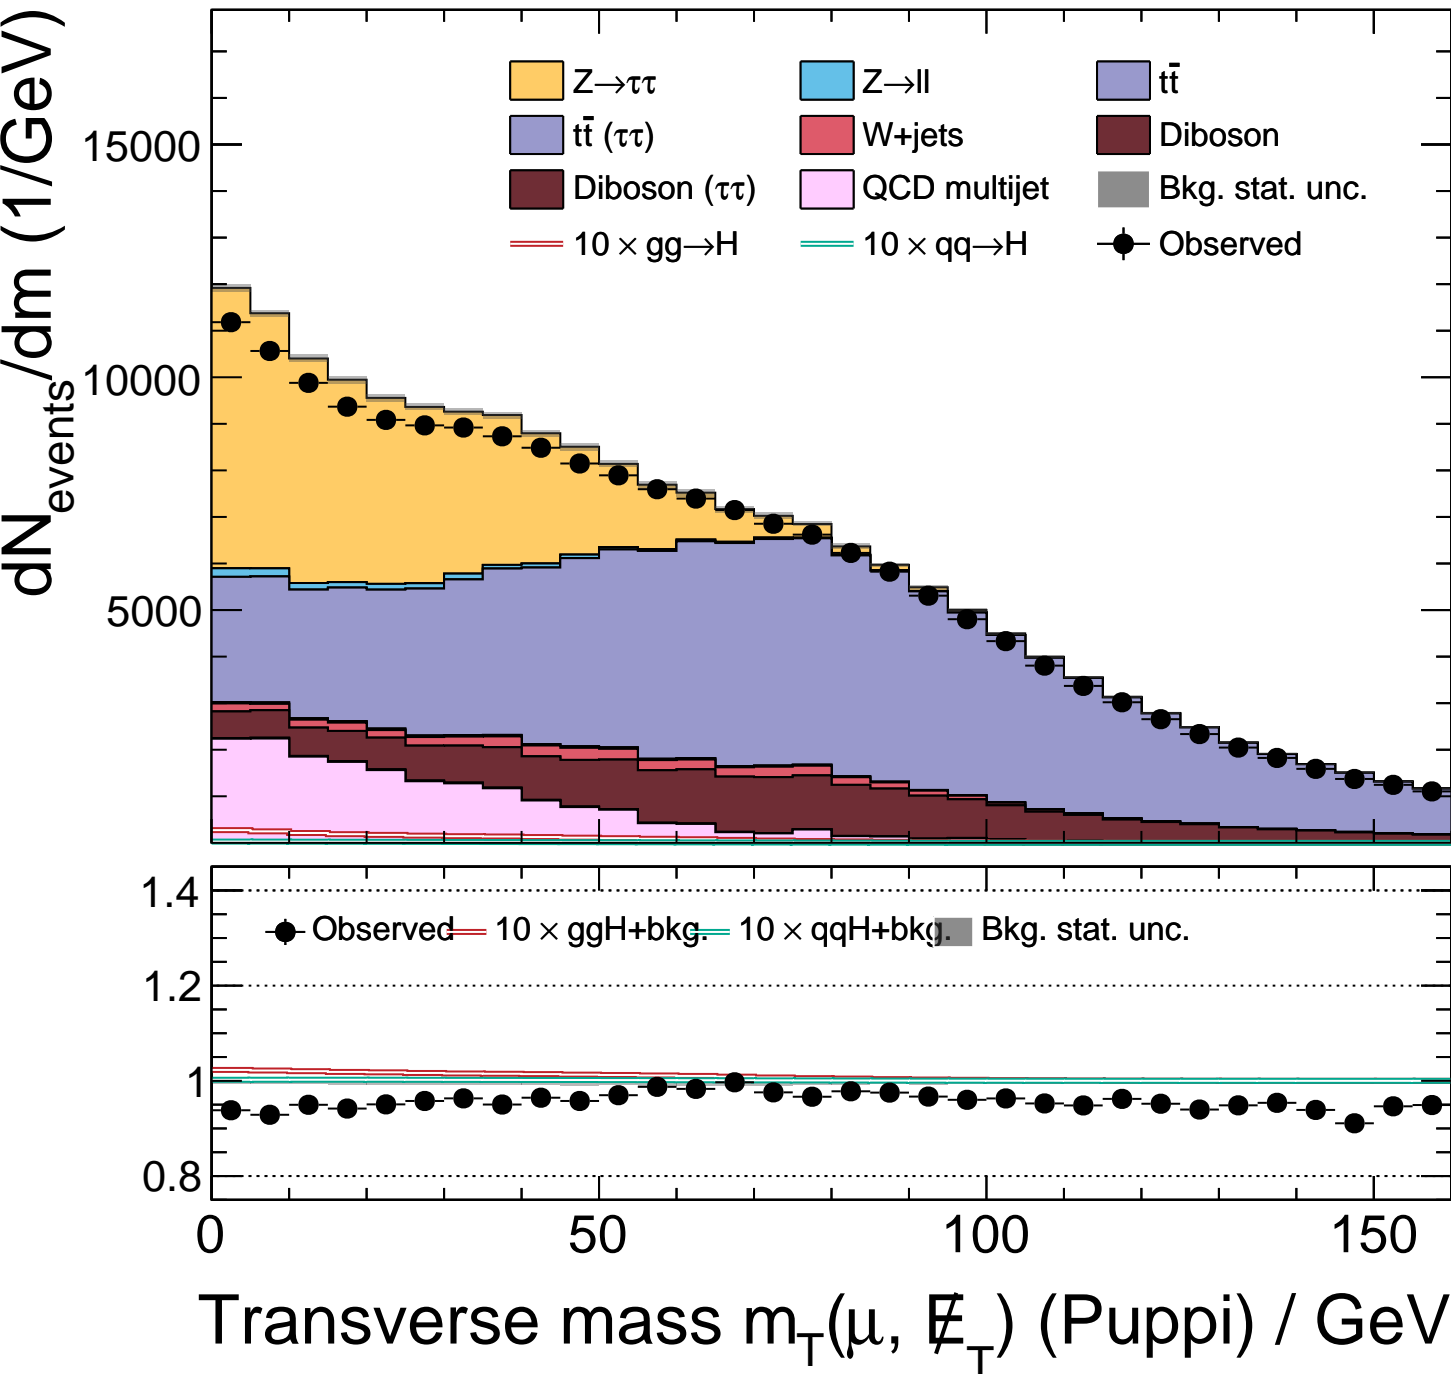 dN_events/dm (1/GeV)
Z→ττ Z→ll tt̄
tt̄ (ττ) W+jets Diboson
Diboson (ττ) QCD multijet Bkg. stat. unc.
10 × gg→H 10 × qq→H Observed
15000
10000
5000
Observed 10 × ggH+bkg. 10 × qqH+bkg. Bkg. stat. unc.
1.4
1.2
1
0.8
0 50 100 150
Transverse mass m_T(μ, E̸_T) (Puppi) / GeV